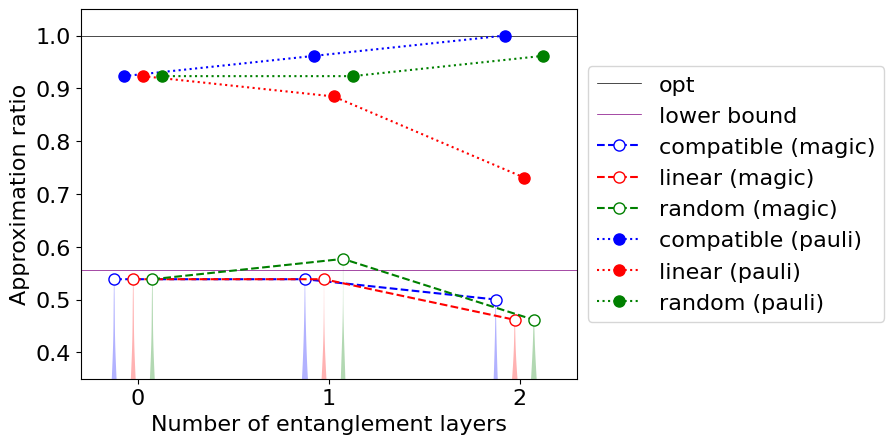 Approximation ratio
1.0
0.9
0.8
0.7
0.6
0.5
0.4
0
1
2
Number of entanglement layers
opt
lower bound
compatible (magic)
linear (magic)
random (magic)
compatible (pauli)
linear (pauli)
random (pauli)